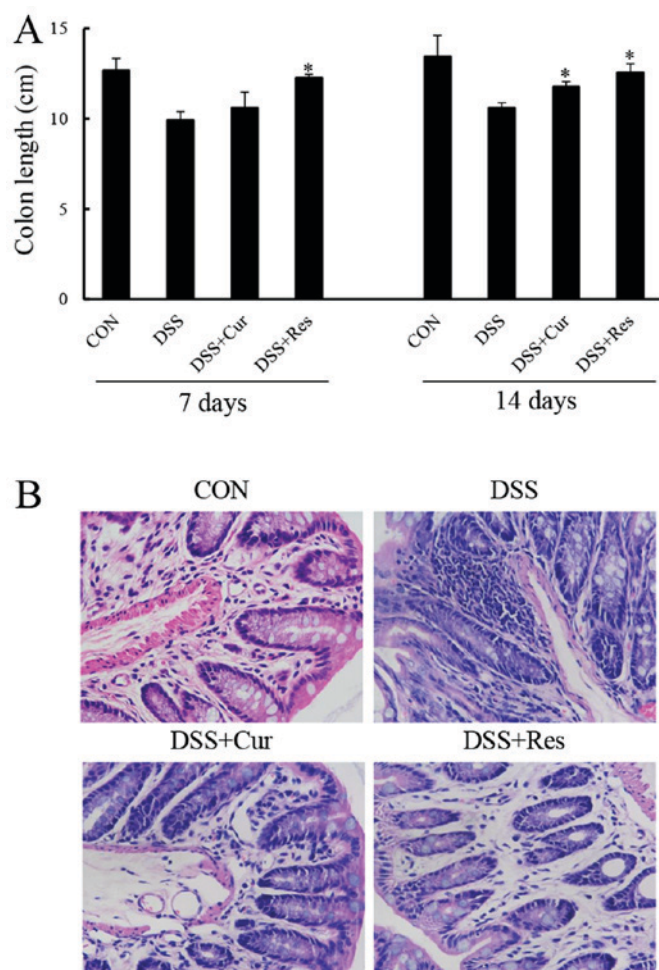 A
Colon length (cm)
15
10
5
0
*
*
*
CON
DSS
DSS+Cur
DSS+Res
CON
DSS
DSS+Cur
DSS+Res
7 days
14 days
B
CON
DSS
DSS+Cur
DSS+Res